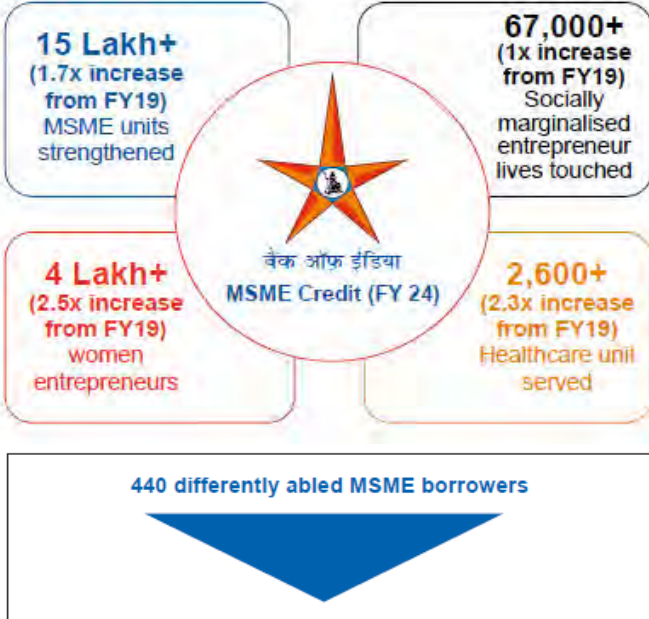 15 Lakh+
(1.7x increase
from FY19)
MSME units
strengthened
67,000+
(1x increase
from FY19)
Socially
marginalised
entrepreneur
lives touched
बैंक ऑफ इंडिया
MSME Credit (FY 24)
4 Lakh+
(2.5x increase
from FY19)
women
entrepreneurs
2,600+
(2.3x increase
from FY19)
Healthcare unit
served
440 differently abled MSME borrowers